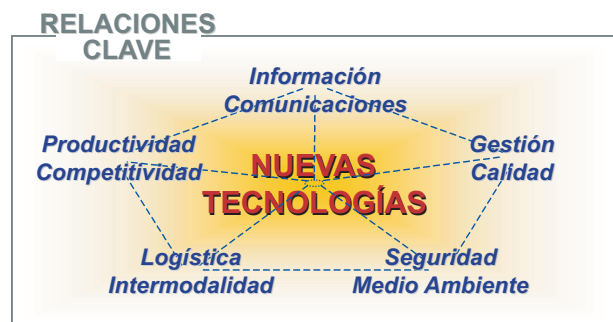 RELACIONES
CLAVE
Información
Comunicaciones
Productividad
Competitividad
Gestión
Calidad
NUEVAS
TECNOLOGÍAS
Logística
Intermodalidad
Seguridad
Medio Ambiente